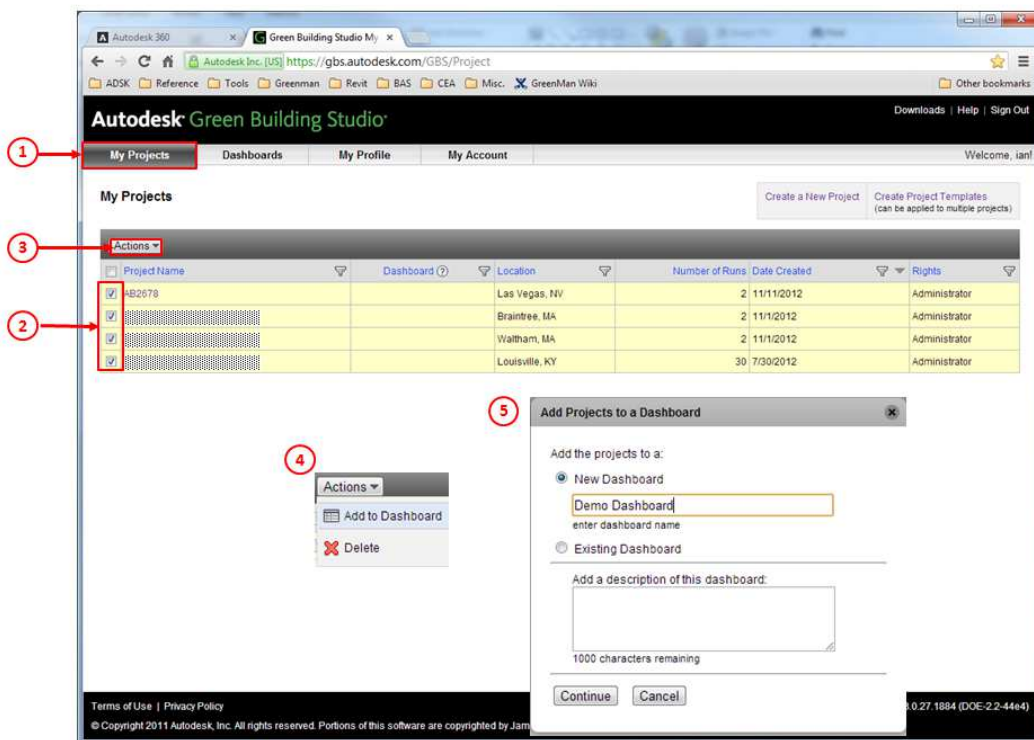 Autodesk 360
Green Building Studio My
Autodesk Inc. [US] https://gbs.autodesk.com/GBS/Project
ADSK Reference Tools Greenman Revit BAS CEA Misc. GreenMan Wiki Other bookmarks
Autodesk Green Building Studio
Downloads | Help | Sign Out
1
My Projects Dashboards My Profile My Account Welcome, ian!
My Projects
Create a New Project
Create Project Templates
(can be applied to multiple projects)
3
Actions
Project Name Dashboard Location Number of Runs Date Created Rights
AB2678 Las Vegas, NV 2 11/11/2012 Administrator
2
Braintree, MA 2 11/1/2012 Administrator
Waltham, MA 2 11/1/2012 Administrator
Louisville, KY 30 7/30/2012 Administrator
4
Actions
Add to Dashboard
Delete
5
Add Projects to a Dashboard
Add the projects to a:
New Dashboard
Demo Dashboard
enter dashboard name
Existing Dashboard
Add a description of this dashboard:
1000 characters remaining
Continue Cancel
Terms of Use | Privacy Policy
© Copyright 2011 Autodesk, Inc. All rights reserved. Portions of this software are copyrighted by Jam
.0.27.1884 (DOE-2.2-44e4)